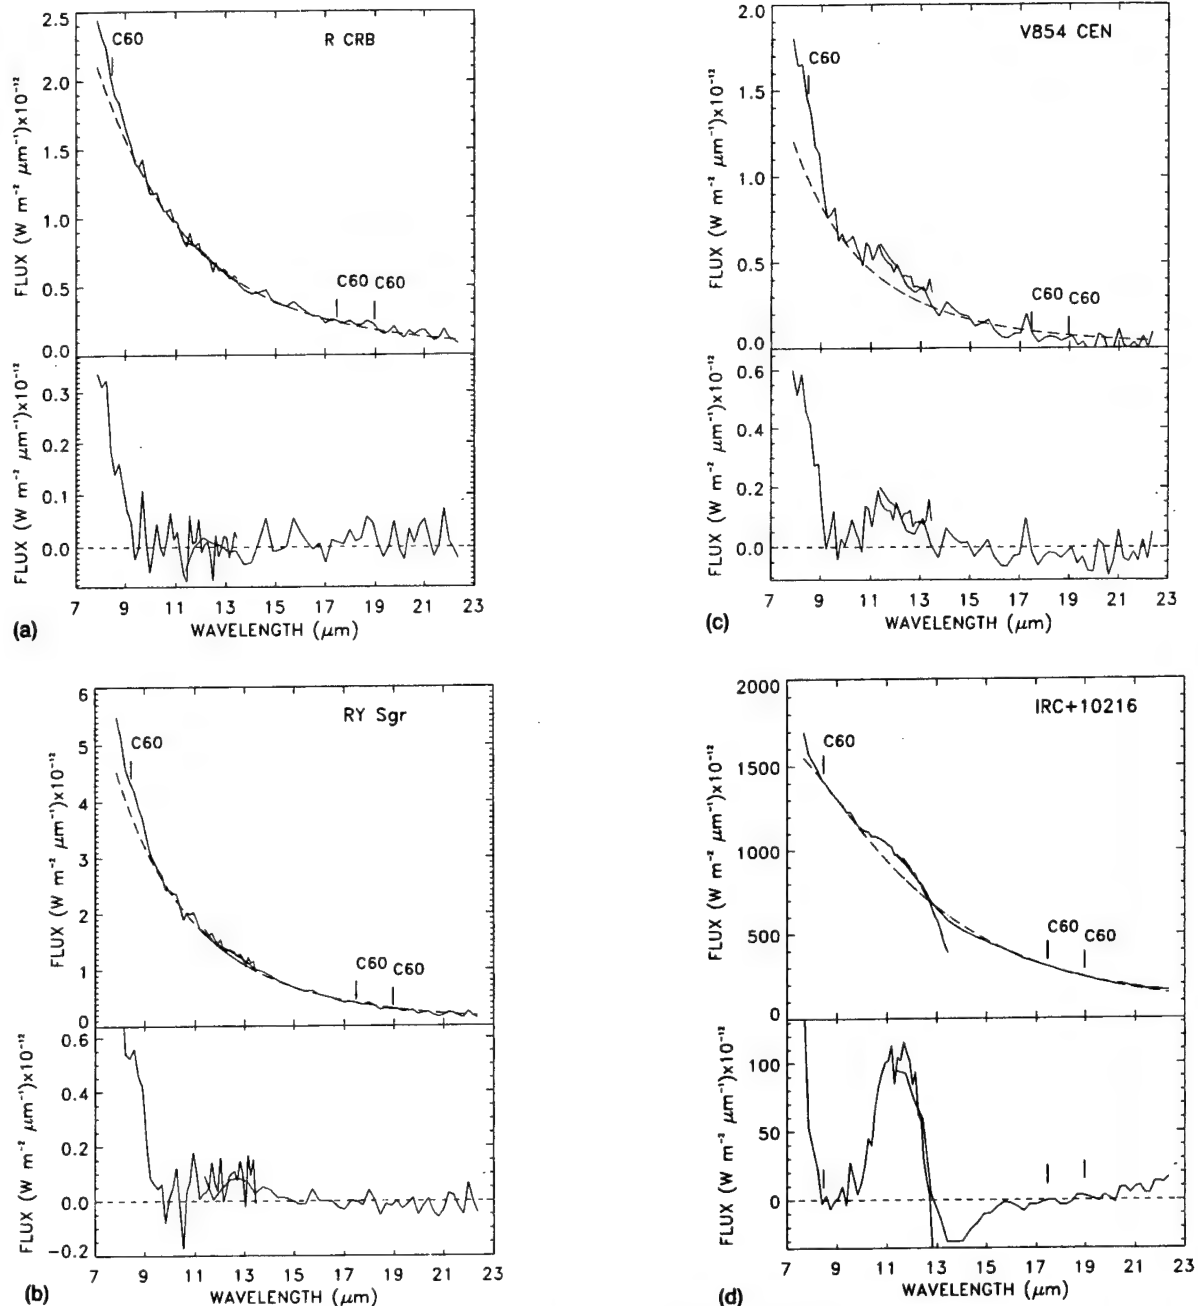 R CRB
C60
C60 C60
FLUX (W m⁻² μm⁻¹)x10⁻¹²
2.5
2.0
1.5
1.0
0.5
0.0
FLUX (W m⁻² μm⁻¹)x10⁻¹²
0.3
0.2
0.1
0.0
7 9 11 13 15 17 19 21 23
WAVELENGTH (μm)
(a)
V854 CEN
C60
C60 C60
FLUX (W m⁻² μm⁻¹)x10⁻¹²
2.0
1.5
1.0
0.5
0.0
FLUX (W m⁻² μm⁻¹)x10⁻¹²
0.6
0.4
0.2
0.0
7 9 11 13 15 17 19 21 23
WAVELENGTH (μm)
(c)
RY Sgr
C60
C60 C60
FLUX (W m⁻² μm⁻¹)x10⁻¹²
6
5
4
3
2
1
0
FLUX (W m⁻² μm⁻¹)x10⁻¹²
0.6
0.4
0.2
0.0
−0.2
7 9 11 13 15 17 19 21 23
WAVELENGTH (μm)
(b)
IRC+10216
C60
C60 C60
FLUX (W m⁻² μm⁻¹)x10⁻¹²
2000
1500
1000
500
0
FLUX (W m⁻² μm⁻¹)x10⁻¹²
100
50
0
7 9 11 13 15 17 19 21 23
WAVELENGTH (μm)
(d)